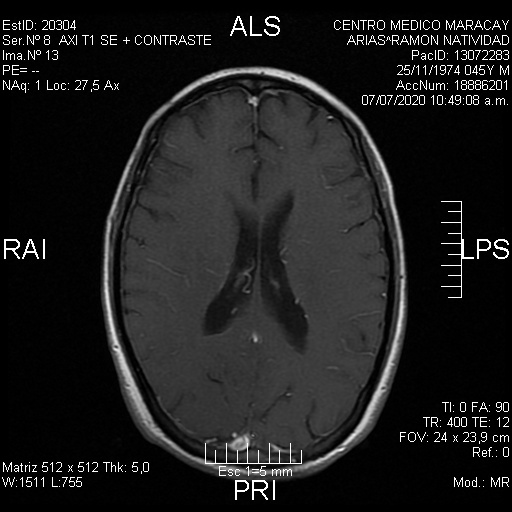 EstID: 20304
Ser.Nº 8 AXI T1 SE + CONTRASTE
Ima.Nº 13
PE= --
NAq: 1 Loc: 27,5 Ax
ALS
CENTRO MEDICO MARACAY
ARIAS^RAMON NATIVIDAD
PacID: 13072283
25/11/1974 045Y M
AccNum: 18886201
07/07/2020 10:49:08 a.m.
RAI
LPS
TI: 0 FA: 90
TR: 400 TE: 12
FOV: 24 x 23,9 cm
Ref.: 0
Matriz 512 x 512 Thk: 5,0
W:1511 L:755
Esc 1=5 mm
PRI
Mod.: MR